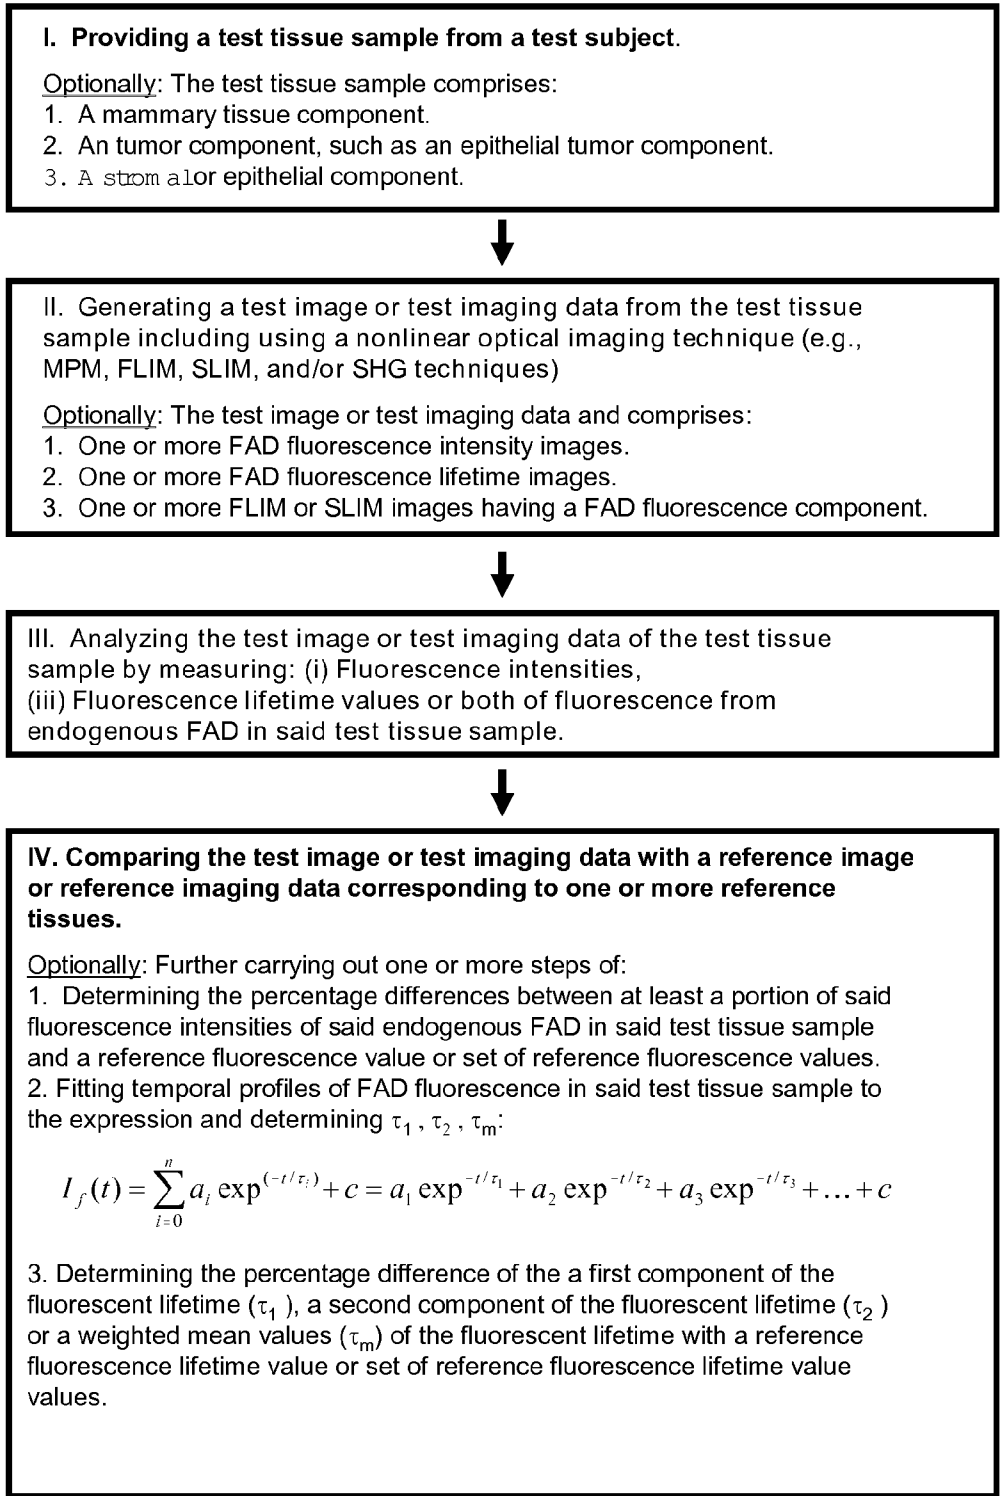 I. Providing a test tissue sample from a test subject.
Optionally: The test tissue sample comprises:
1. A mammary tissue component.
2. An tumor component, such as an epithelial tumor component.
3. A stromalor epithelial component.
II. Generating a test image or test imaging data from the test tissue
sample including using a nonlinear optical imaging technique (e.g.,
MPM, FLIM, SLIM, and/or SHG techniques)
Optionally: The test image or test imaging data and comprises:
1. One or more FAD fluorescence intensity images.
2. One or more FAD fluorescence lifetime images.
3. One or more FLIM or SLIM images having a FAD fluorescence component.
III. Analyzing the test image or test imaging data of the test tissue
sample by measuring: (i) Fluorescence intensities,
(iii) Fluorescence lifetime values or both of fluorescence from
endogenous FAD in said test tissue sample.
IV. Comparing the test image or test imaging data with a reference image
or reference imaging data corresponding to one or more reference
tissues.
Optionally: Further carrying out one or more steps of:
1. Determining the percentage differences between at least a portion of said
fluorescence intensities of said endogenous FAD in said test tissue sample
and a reference fluorescence value or set of reference fluorescence values.
2. Fitting temporal profiles of FAD fluorescence in said test tissue sample to
the expression and determining τ₁ , τ₂ , τₘ:
I_f(t) = ∑_{i=0}^{n} a_i exp^{(-t/τ_i)} + c = a₁ exp^{-t/τ₁} + a₂ exp^{-t/τ₂} + a₃ exp^{-t/τ₃} + ... + c
3. Determining the percentage difference of the a first component of the
fluorescent lifetime (τ₁ ), a second component of the fluorescent lifetime (τ₂ )
or a weighted mean values (τₘ) of the fluorescent lifetime with a reference
fluorescence lifetime value or set of reference fluorescence lifetime value
values.